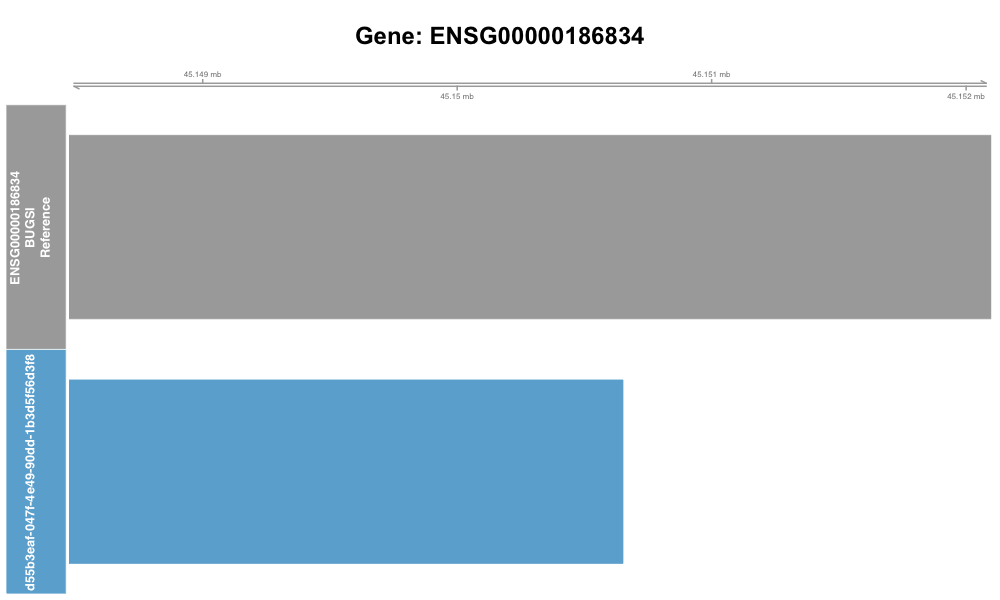 Gene: ENSG00000186834
45.149 mb
45.151 mb
45.15 mb
45.152 mb
ENSG00000186834
BUGSI
Reference
d55b3eaf-047f-4e49-90dd-1b3d5f56d3f8